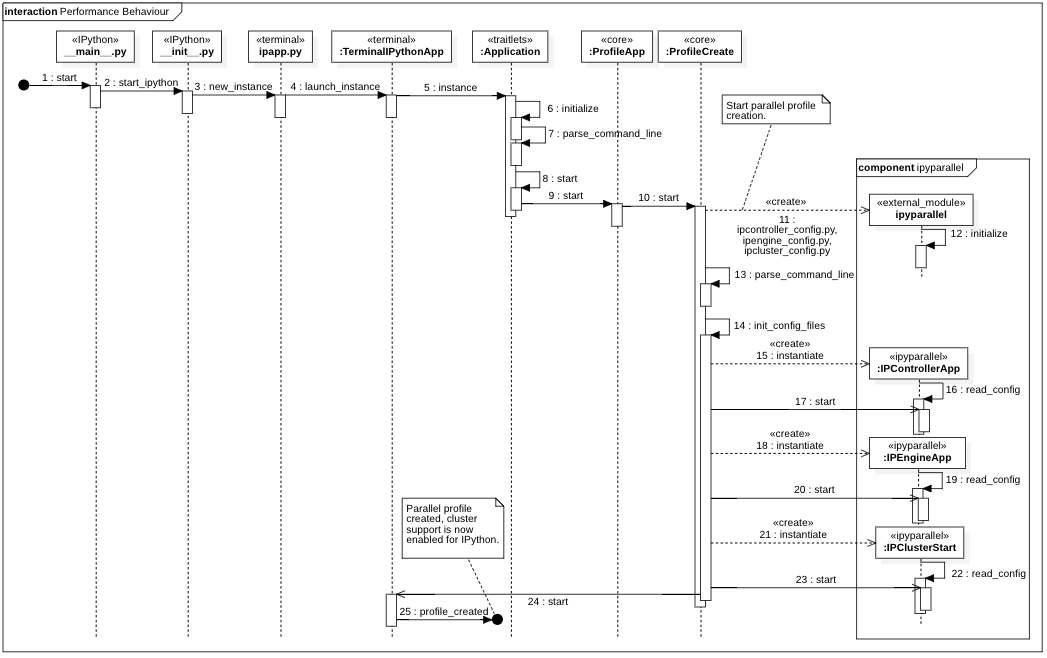 interaction Performance Behaviour
«IPython»
__main__.py
«IPython»
__init__.py
«terminal»
ipapp.py
«terminal»
:TerminalIPythonApp
«traitlets»
:Application
«core»
:ProfileApp
«core»
:ProfileCreate
1 : start
2 : start_ipython
3 : new_instance
4 : launch_instance
5 : instance
6 : initialize
7 : parse_command_line
8 : start
9 : start
10 : start
Start parallel profile
creation.
component ipyparallel
«create»
11 :
ipcontroller_config.py,
ipengine_config.py,
ipcluster_config.py
«external_module»
ipyparallel
12 : initialize
13 : parse_command_line
14 : init_config_files
«create»
15 : instantiate
«ipyparallel»
:IPControllerApp
16 : read_config
17 : start
«create»
18 : instantiate
«ipyparallel»
:IPEngineApp
19 : read_config
20 : start
«create»
21 : instantiate
«ipyparallel»
:IPClusterStart
22 : read_config
23 : start
Parallel profile
created, cluster
support is now
enabled for IPython.
24 : start
25 : profile_created